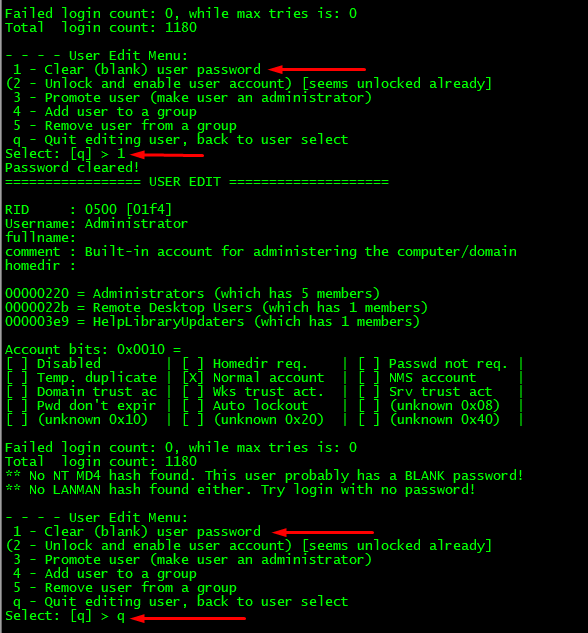 Failed login count: 0, while max tries is: 0
Total  login count: 1180
- - - - User Edit Menu:
 1 - Clear (blank) user password
(2 - Unlock and enable user account) [seems unlocked already]
 3 - Promote user (make user an administrator)
 4 - Add user to a group
 5 - Remove user from a group
 q - Quit editing user, back to user select
Select: [q] > 1
Password cleared!
================= USER EDIT ====================
RID     : 0500 [01f4]
Username: Administrator
fullname:
comment : Built-in account for administering the computer/domain
homedir :
00000220 = Administrators (which has 5 members)
0000022b = Remote Desktop Users (which has 1 members)
000003e9 = HelpLibraryUpdaters (which has 1 members)
Account bits: 0x0010 =
[ ] Disabled        | [ ] Homedir req.    | [ ] Passwd not req. |
[ ] Temp. duplicate | [X] Normal account  | [ ] NMS account     |
[ ] Domain trust ac | [ ] Wks trust act.  | [ ] Srv trust act   |
[ ] Pwd don't expir | [ ] Auto lockout    | [ ] (unknown 0x08)  |
[ ] (unknown 0x10)  | [ ] (unknown 0x20)  | [ ] (unknown 0x40)  |
Failed login count: 0, while max tries is: 0
Total  login count: 1180
** No NT MD4 hash found. This user probably has a BLANK password!
** No LANMAN hash found either. Try login with no password!
- - - - User Edit Menu:
 1 - Clear (blank) user password
(2 - Unlock and enable user account) [seems unlocked already]
 3 - Promote user (make user an administrator)
 4 - Add user to a group
 5 - Remove user from a group
 q - Quit editing user, back to user select
Select: [q] > q